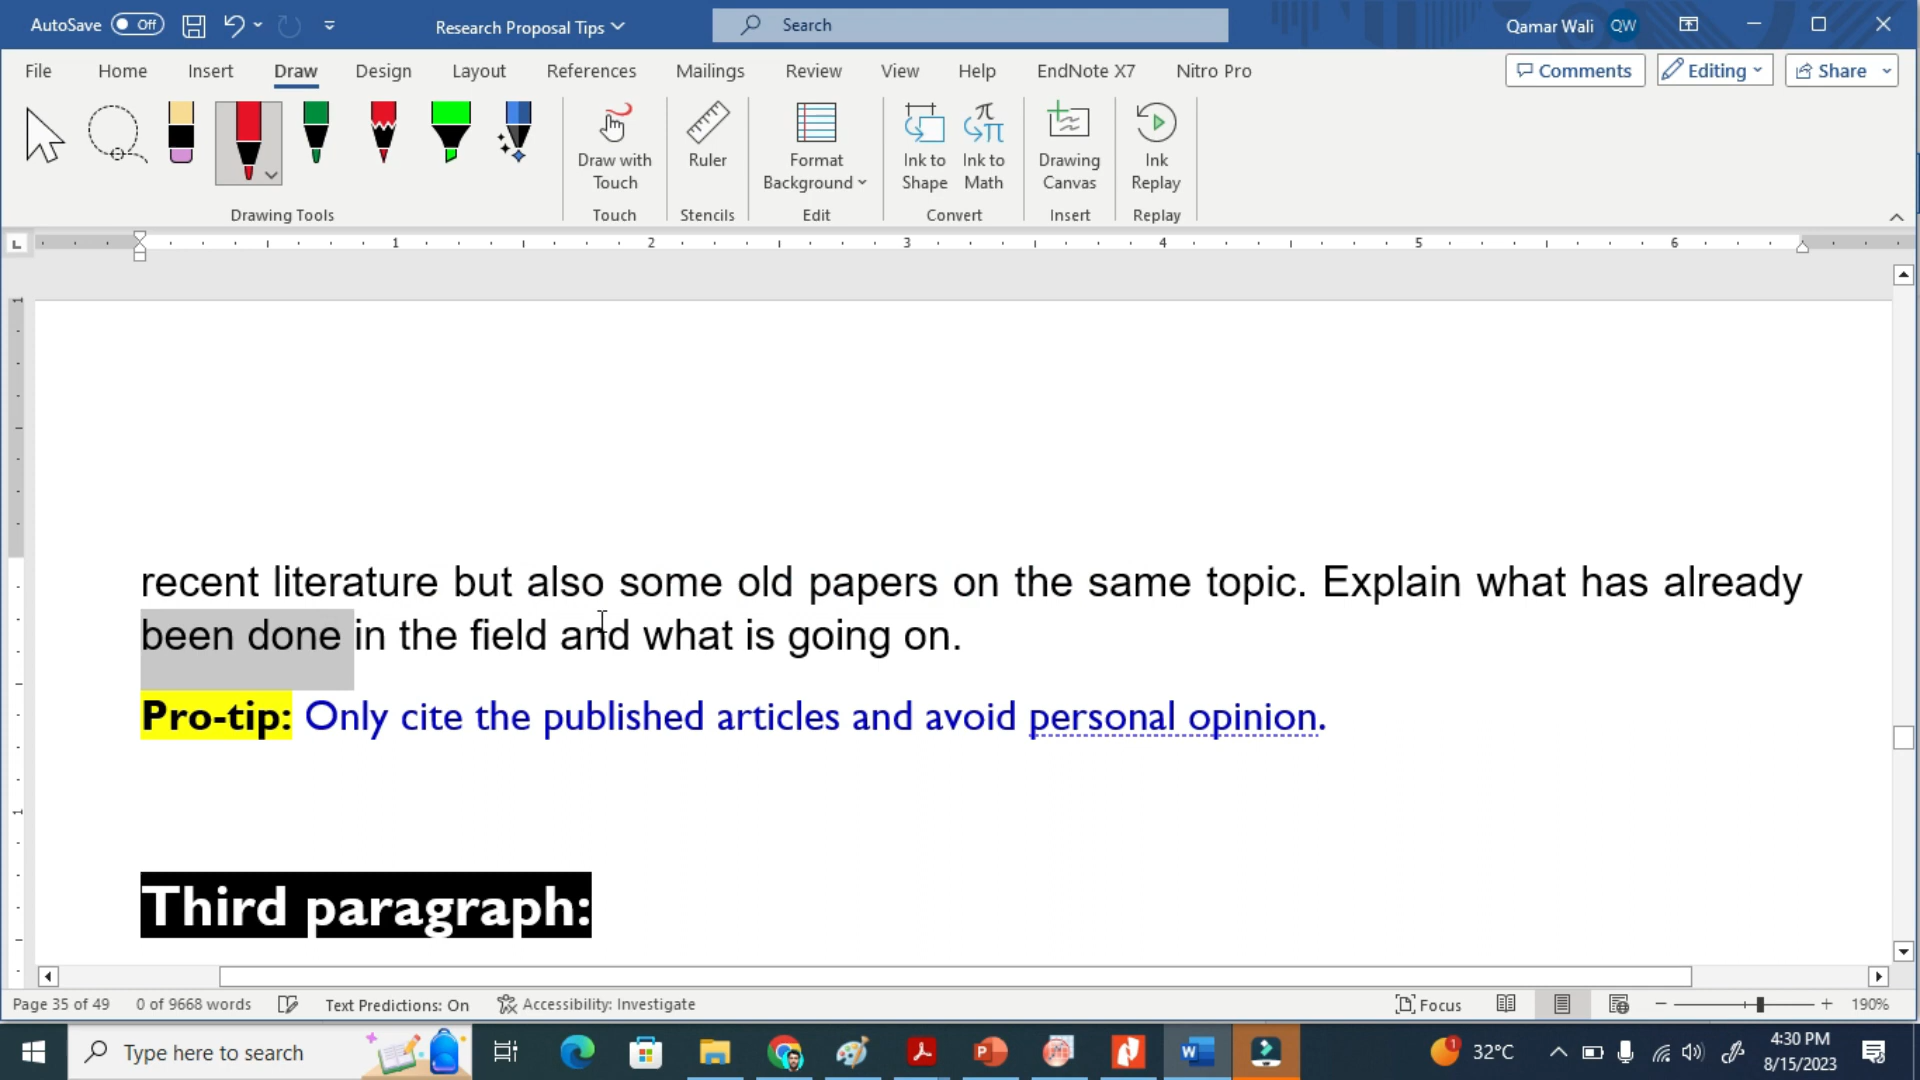 AutoSave Off Research Proposal Tips Search Qamar Wali QW
File Home Insert Draw Design Layout References Mailings Review View Help EndNote X7 Nitro Pro Comments Editing Share
Draw with Touch Ruler Format Background Ink to Shape Ink to Math Drawing Canvas Ink Replay
Drawing Tools Touch Stencils Edit Convert Insert Replay
1 2 3 4 5 6
recent literature but also some old papers on the same topic. Explain what has already
been done in the field and what is going on.
Pro-tip: Only cite the published articles and avoid personal opinion.
Third paragraph:
Page 35 of 49 0 of 9668 words Text Predictions: On Accessibility: Investigate Focus 190%
Type here to search 32°C 4:30 PM
8/15/2023